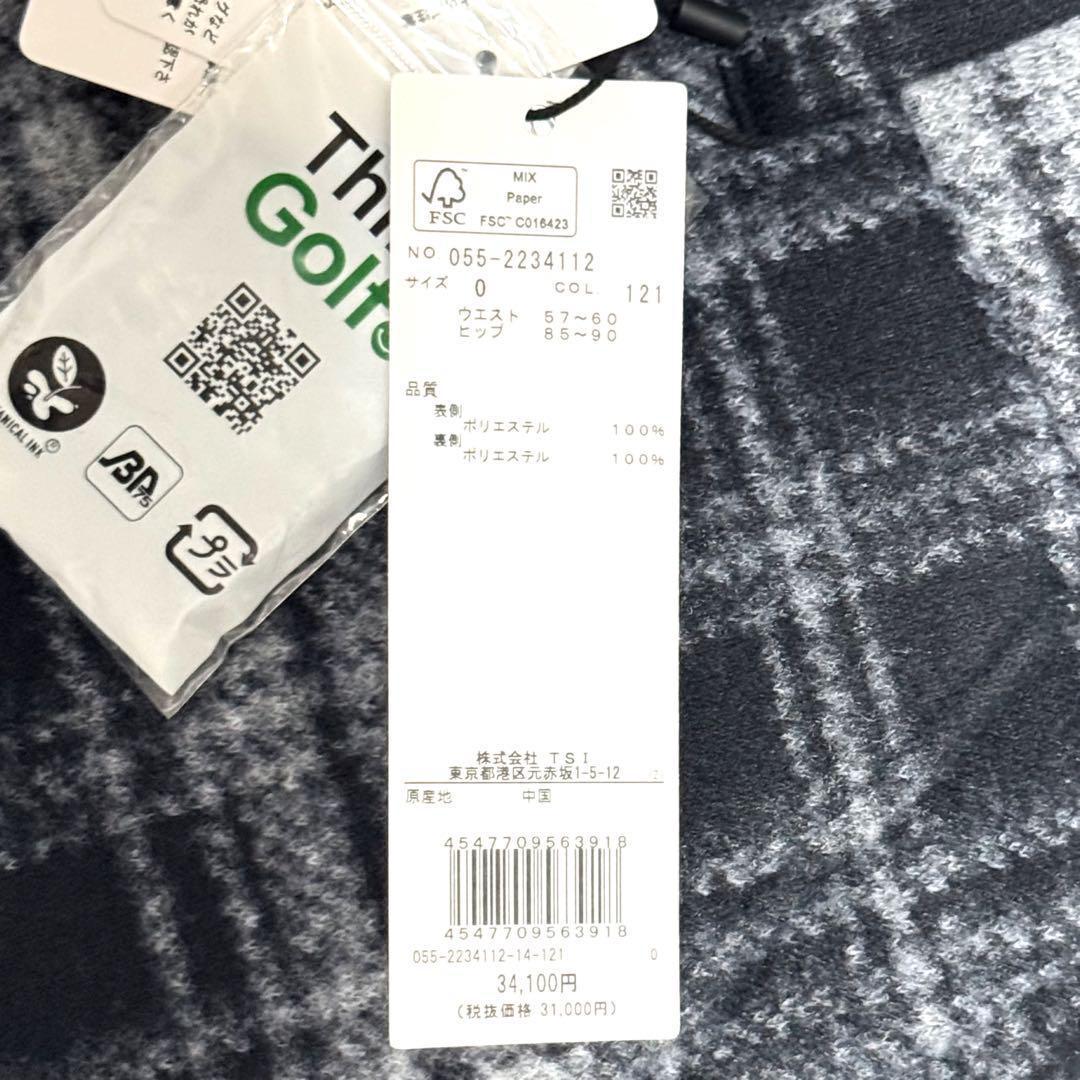 MIX
Paper
FSC
FSC™ C016423
NO 055-2234112
サイズ 0 COL. 121
ウエスト 57～60
ヒップ 85～90
品質
表側
ポリエステル 100%
裏側
ポリエステル 100%
株式会社 TSI
東京都港区元赤坂1-5-12
原産地 中国
4547709563918
4547709563918
055-2234112-14-121 0
34,100円
(税抜価格 31,000円)
Golf
プラ